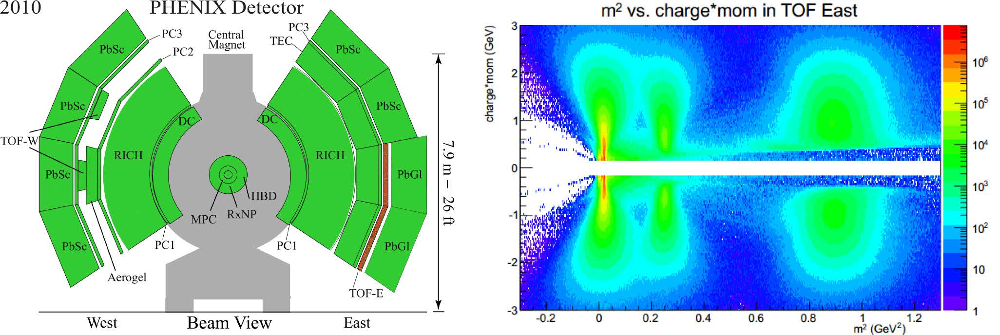 2010
PHENIX Detector
PC3
PC2
Central
Magnet
PC3
TEC
PbSc
PbSc
PbSc
PbSc
DC
DC
TOF-W
RICH
RICH
PbSc
PbGl
HBD
RxNP
MPC
PC1
PC1
PbSc
PbGl
Aerogel
TOF-E
7.9 m = 26 ft
West
Beam View
East
m² vs. charge*mom in TOF East
charge*mom (GeV)
3
2
1
0
-1
-2
-3
-0.2 0 0.2 0.4 0.6 0.8 1 1.2
m² (GeV²)
10⁶
10⁵
10⁴
10³
10²
10
1